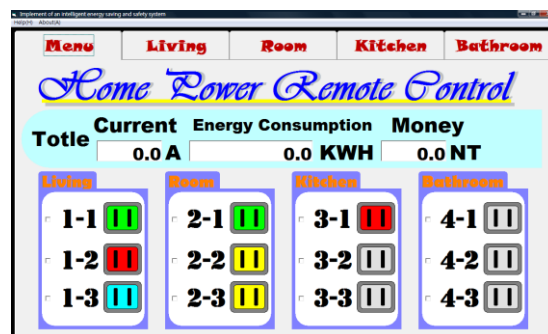 Implement of an intelligent energy saving and safety system
Help(H) About(A)
Menu Living Room Kitchen Bathroom
Home Power Remote Control
Current Energy Consumption Money
Totle 0.0 A 0.0 KWH 0.0 NT
Living Room Kitchen Bathroom
1-1 2-1 3-1 4-1
1-2 2-2 3-2 4-2
1-3 2-3 3-3 4-3